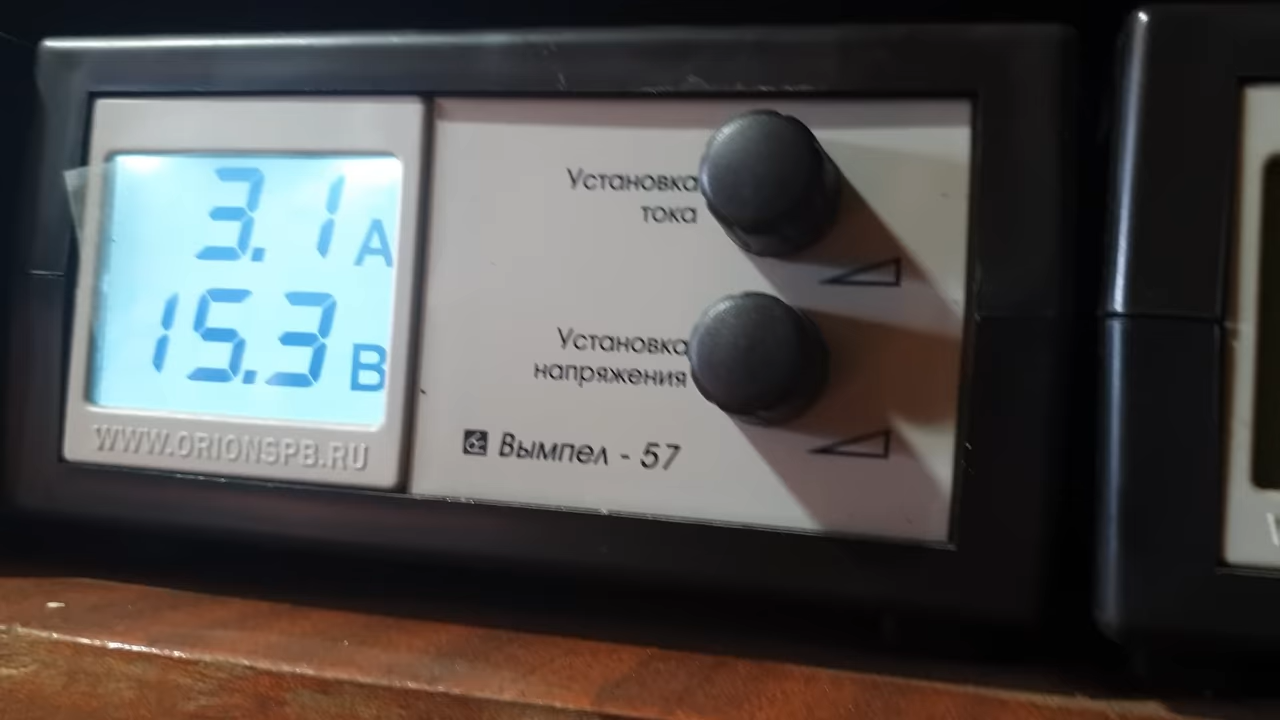 3.1 A
15.3 В
WWW.ORIONSPB.RU
Установка
тока
Установка
напряжения
Вымпел - 57